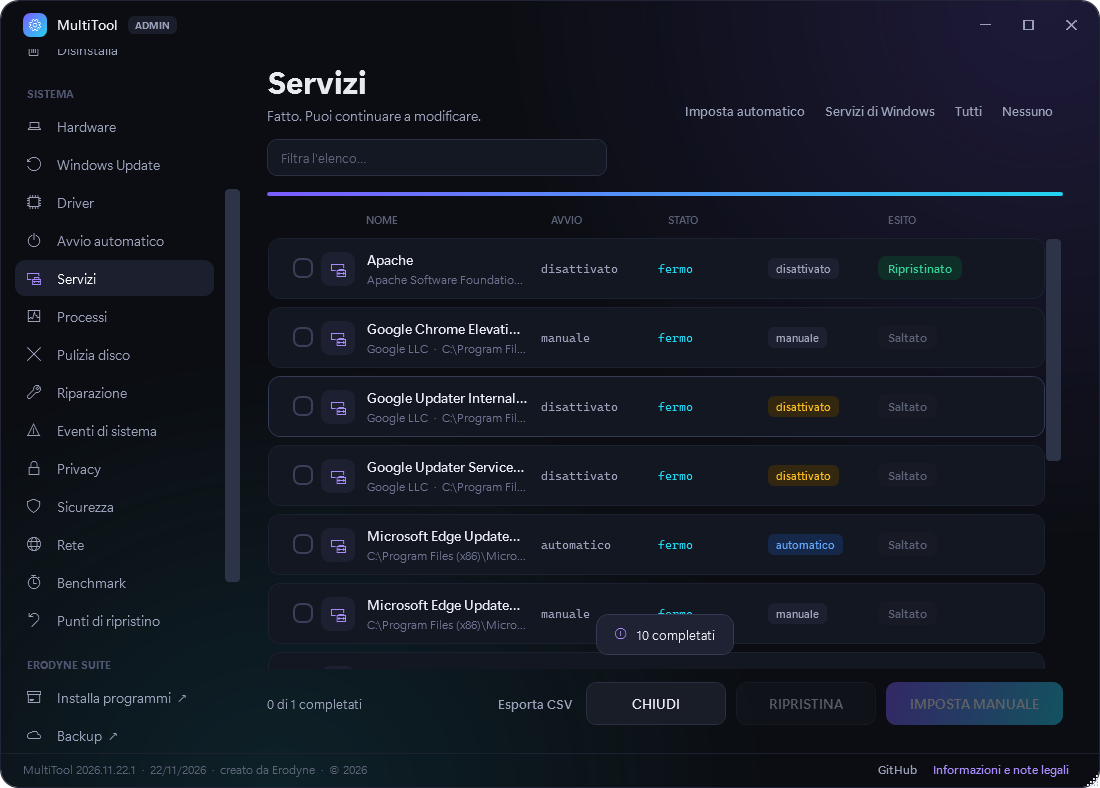 MultiTool ADMIN
Disinstalla
SISTEMA
Hardware
Windows Update
Driver
Avvio automatico
Servizi
Processi
Pulizia disco
Riparazione
Eventi di sistema
Privacy
Sicurezza
Rete
Benchmark
Punti di ripristino
ERODYNE SUITE
Installa programmi ↗
Backup ↗
Servizi
Fatto. Puoi continuare a modificare.
Imposta automatico Servizi di Windows Tutti Nessuno
Filtra l'elenco...
NOME AVVIO STATO ESITO
Apache
Apache Software Foundatio...
disattivato fermo disattivato Ripristinato
Google Chrome Elevati...
Google LLC · C:\Program Fil...
manuale fermo manuale Saltato
Google Updater Internal...
Google LLC · C:\Program Fil...
disattivato fermo disattivato Saltato
Google Updater Service...
Google LLC · C:\Program Fil...
disattivato fermo disattivato Saltato
Microsoft Edge Update...
C:\Program Files (x86)\Micro...
automatico fermo automatico Saltato
Microsoft Edge Update...
C:\Program Files (x86)\Micro...
manuale fermo manuale Saltato
10 completati
0 di 1 completati Esporta CSV CHIUDI RIPRISTINA IMPOSTA MANUALE
MultiTool 2026.11.22.1 · 22/11/2026 · creato da Erodyne · © 2026
GitHub Informazioni e note legali